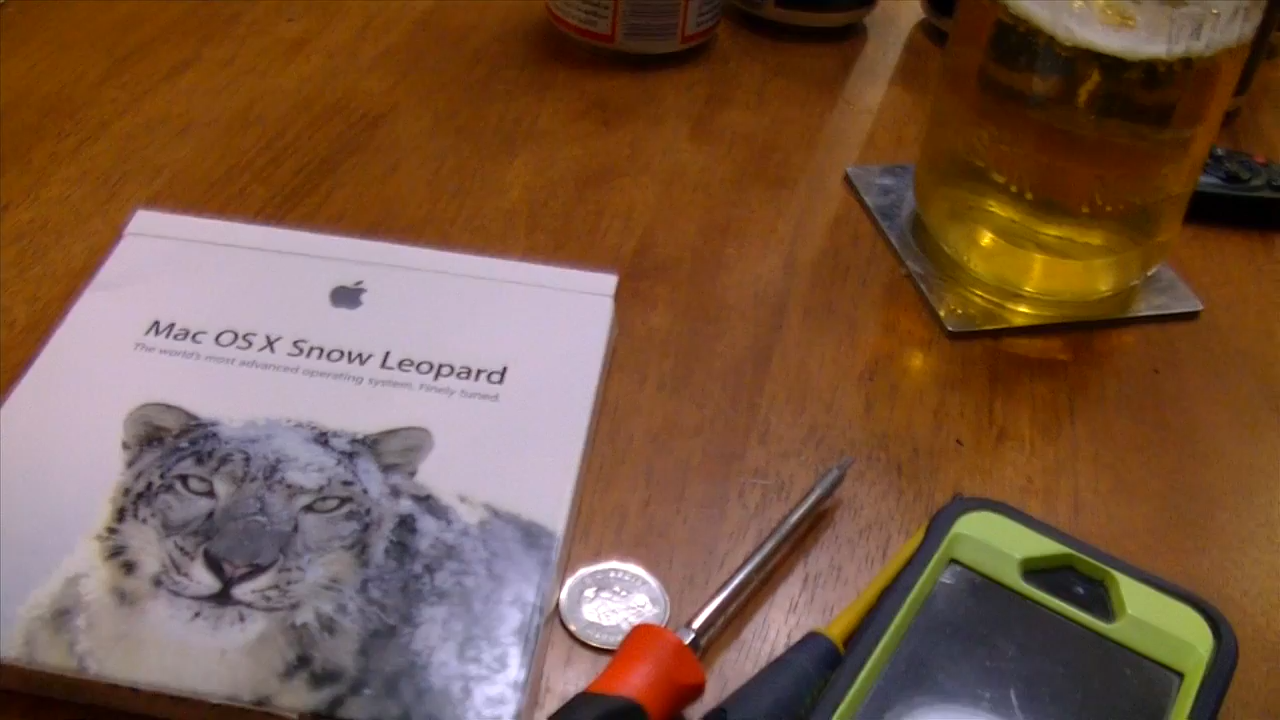 Mac OS X Snow Leopard
The world's most advanced operating system. Finely tuned.